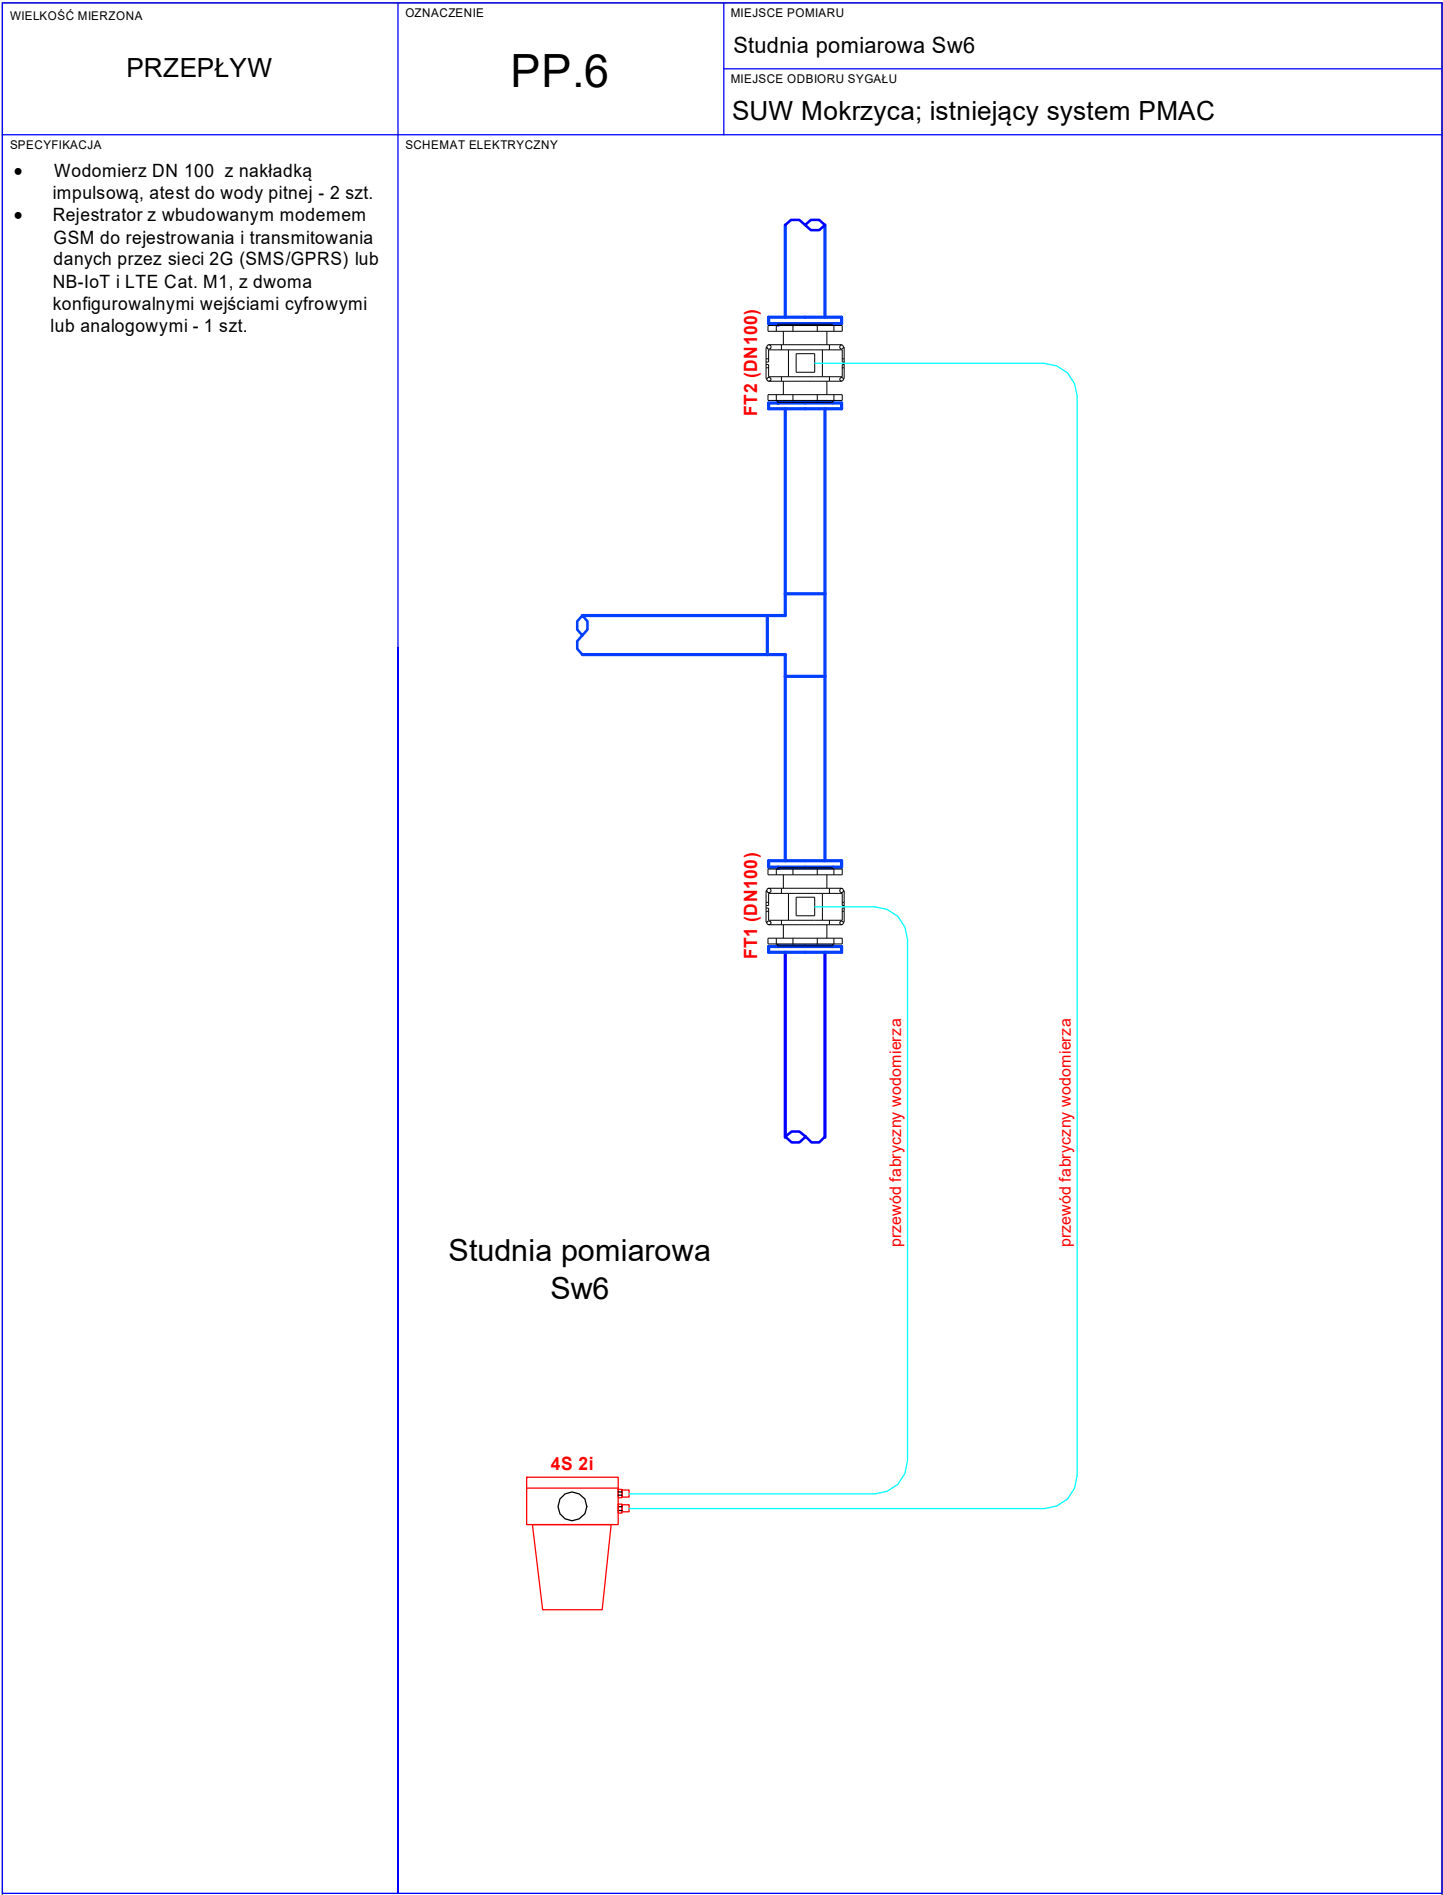 WIELKOŚĆ MIERZONA
PRZEPŁYW
OZNACZENIE
PP.6
MIEJSCE POMIARU
Studnia pomiarowa Sw6
MIEJSCE ODBIORU SYGAŁU
SUW Mokrzyca; istniejący system PMAC
SPECYFIKACJA
• Wodomierz DN 100 z nakładką
impulsową, atest do wody pitnej - 2 szt.
• Rejestrator z wbudowanym modemem
GSM do rejestrowania i transmitowania
danych przez sieci 2G (SMS/GPRS) lub
NB-IoT i LTE Cat. M1, z dwoma
konfigurowalnymi wejściami cyfrowymi
lub analogowymi - 1 szt.
SCHEMAT ELEKTRYCZNY
FT2 (DN100)
FT1 (DN100)
przewód fabryczny wodomierza
przewód fabryczny wodomierza
Studnia pomiarowa
Sw6
4S 2i